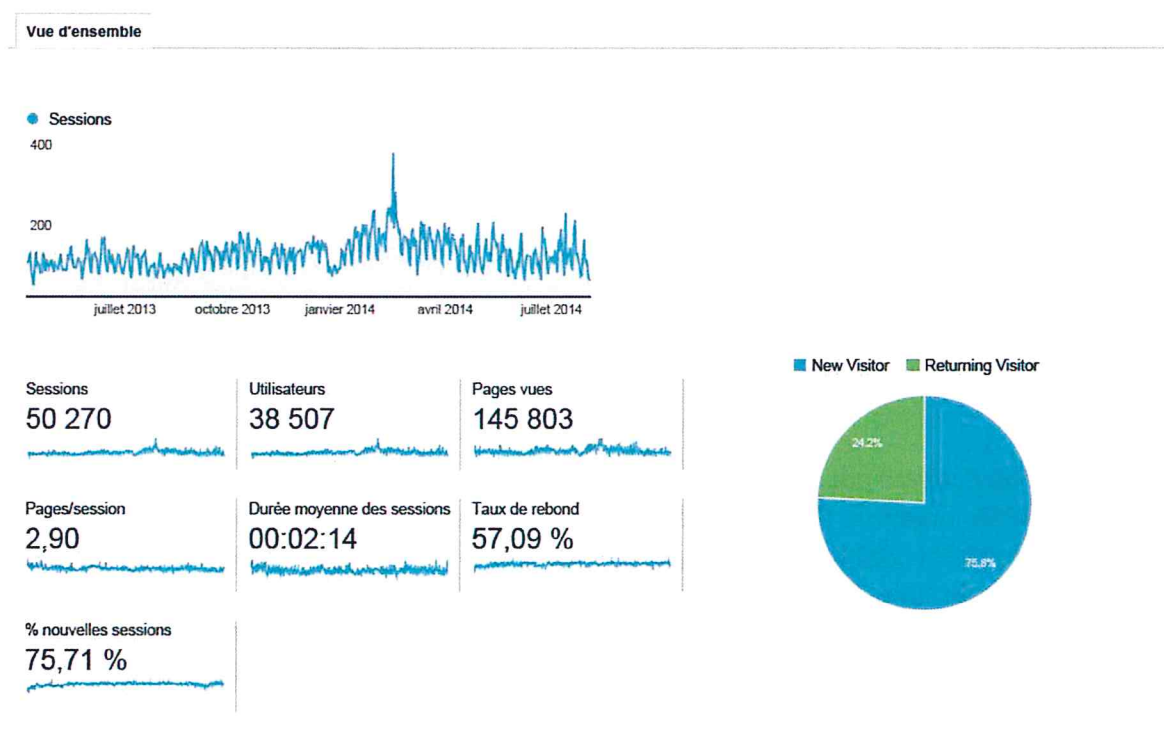 Vue d'ensemble
Sessions
400
200
juillet 2013 octobre 2013 janvier 2014 avril 2014 juillet 2014
New Visitor Returning Visitor
Sessions Utilisateurs Pages vues
50 270 38 507 145 803
24.2%
Pages/session Durée moyenne des sessions Taux de rebond
2,90 00:02:14 57,09 %
75.8%
% nouvelles sessions
75,71 %